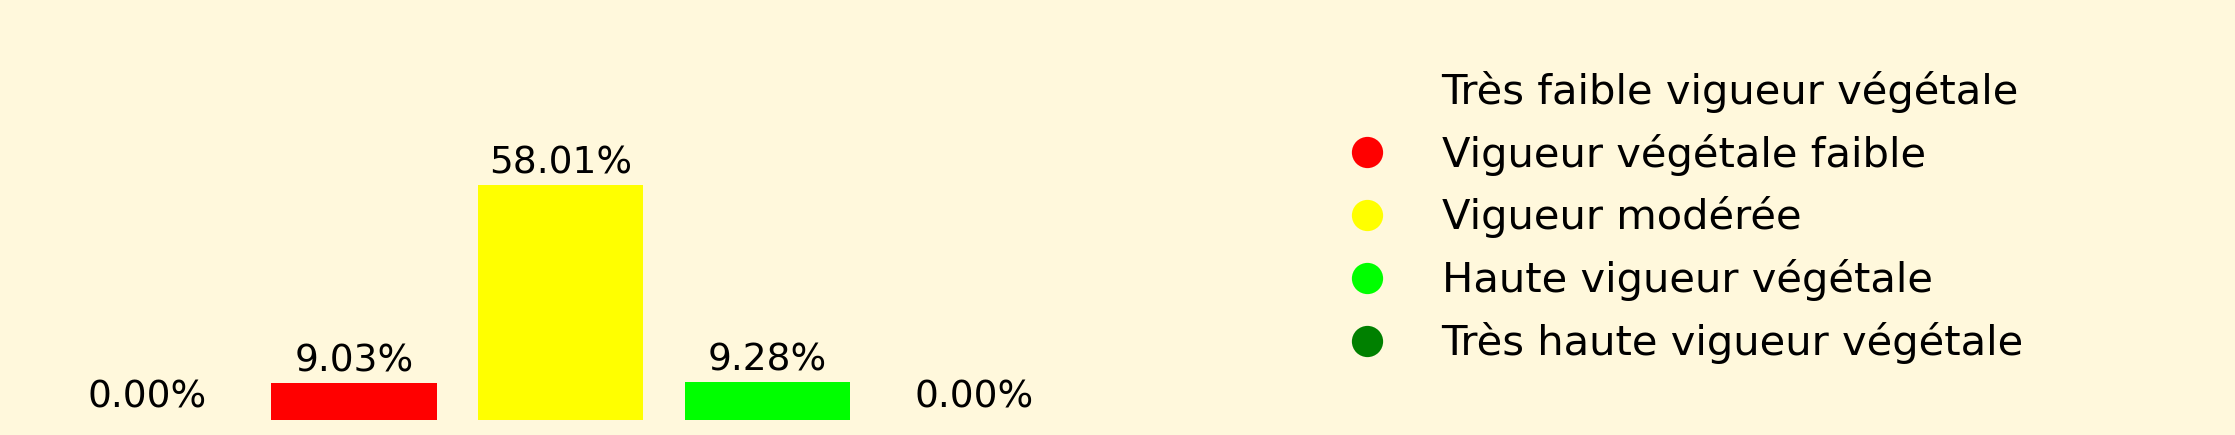 58.01%
9.03%
9.28%
0.00%
0.00%
Très faible vigueur végétale
Vigueur végétale faible
Vigueur modérée
Haute vigueur végétale
Très haute vigueur végétale